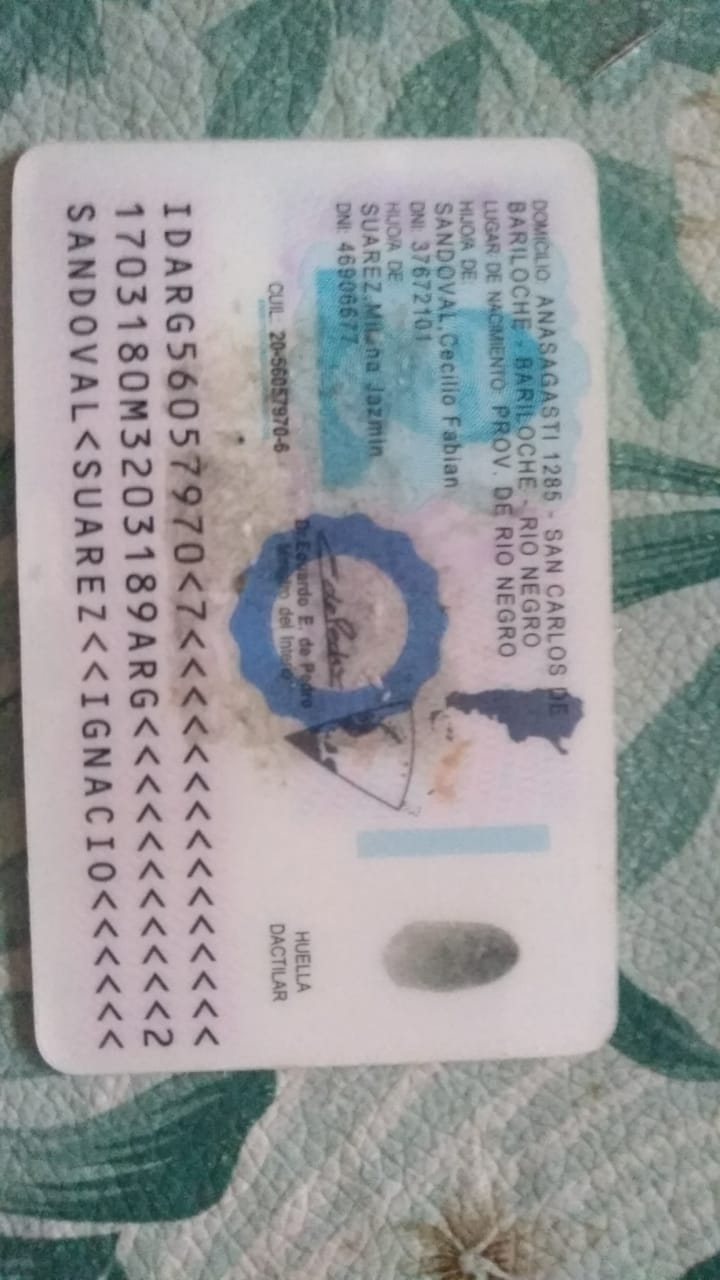 DOMICILIO: ANASAGASTI 1285 - SAN CARLOS DE
BARILOCHE - BARILOCHE - RIO NEGRO
LUGAR DE NACIMIENTO: PROV. DE RIO NEGRO
HIJO/A DE:
SANDOVAL, Cecilio Fabian
DNI: 37672101
HIJO/A DE:
SUAREZ, Jazmin
DNI: 46906677
CUIL: 20-56057970-6
Dr. Eduardo E. de Pedro
Ministro del Interior
HUELLA
DACTILAR
IDARG56057970<7<<<<<<<<<<<<<<<
1703180M3203189ARG<<<<<<<<<<<2
SANDOVAL<SUAREZ<<IGNACIO<<<<<<